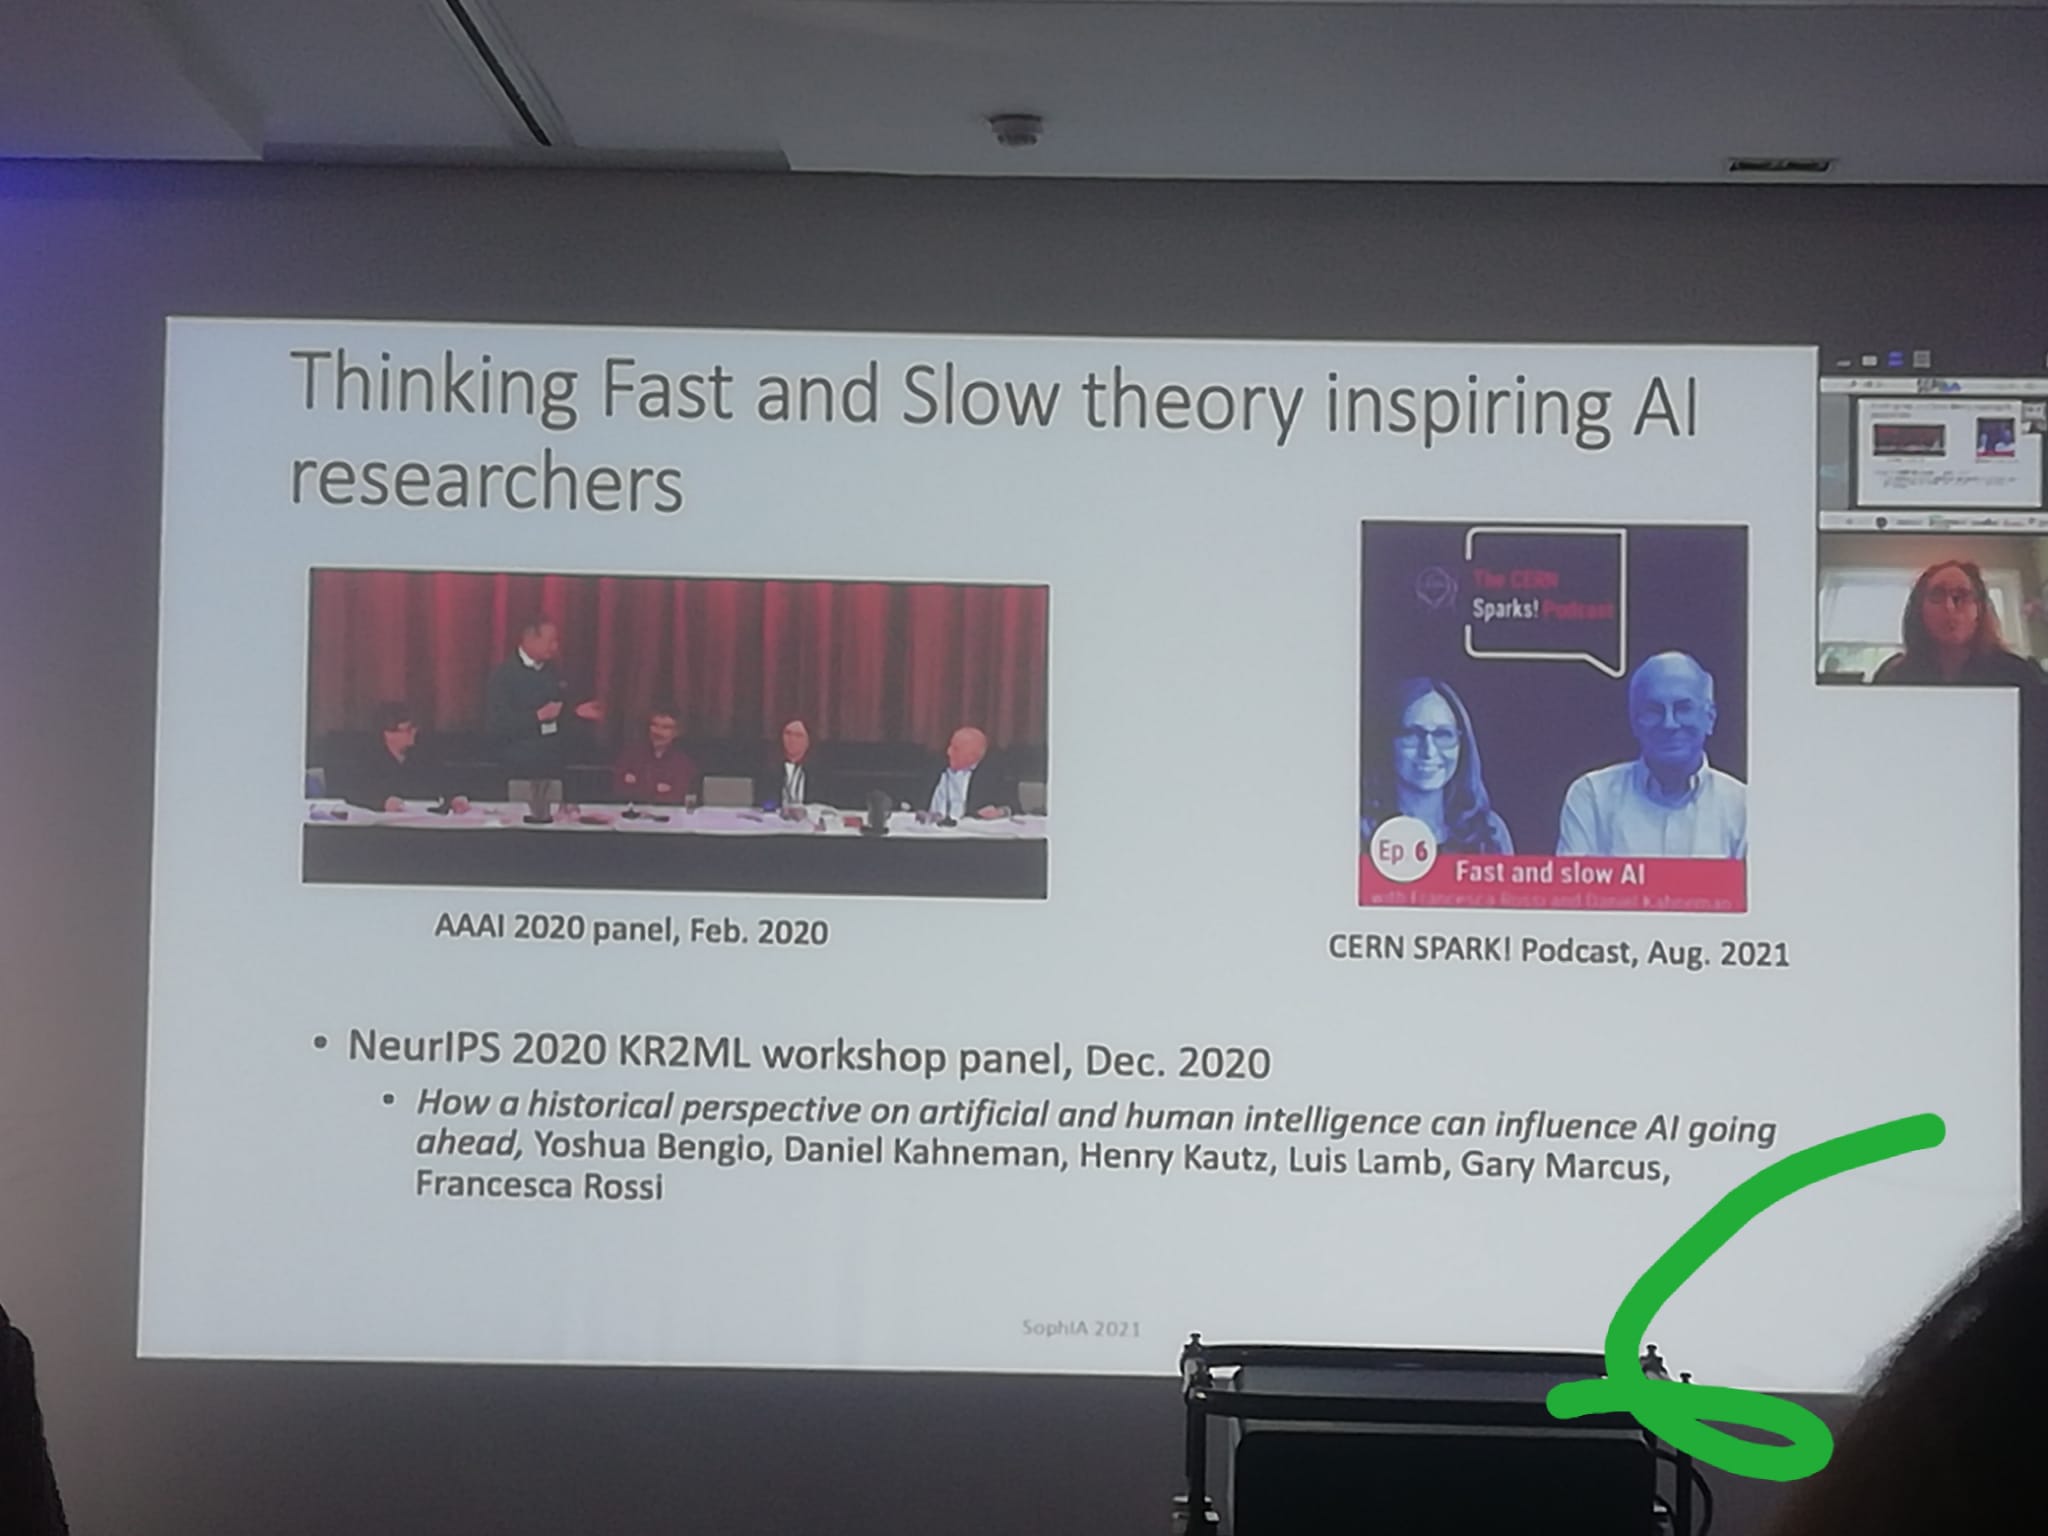 Thinking Fast and Slow theory inspiring AI
researchers
The CERN
Sparks! Podcast
Ep 6
Fast and slow AI
with Francesca Rossi and Daniel Kahneman
AAAI 2020 panel, Feb. 2020
CERN SPARK! Podcast, Aug. 2021
• NeurIPS 2020 KR2ML workshop panel, Dec. 2020
• How a historical perspective on artificial and human intelligence can influence AI going
ahead, Yoshua Bengio, Daniel Kahneman, Henry Kautz, Luis Lamb, Gary Marcus,
Francesca Rossi
SophIA 2021